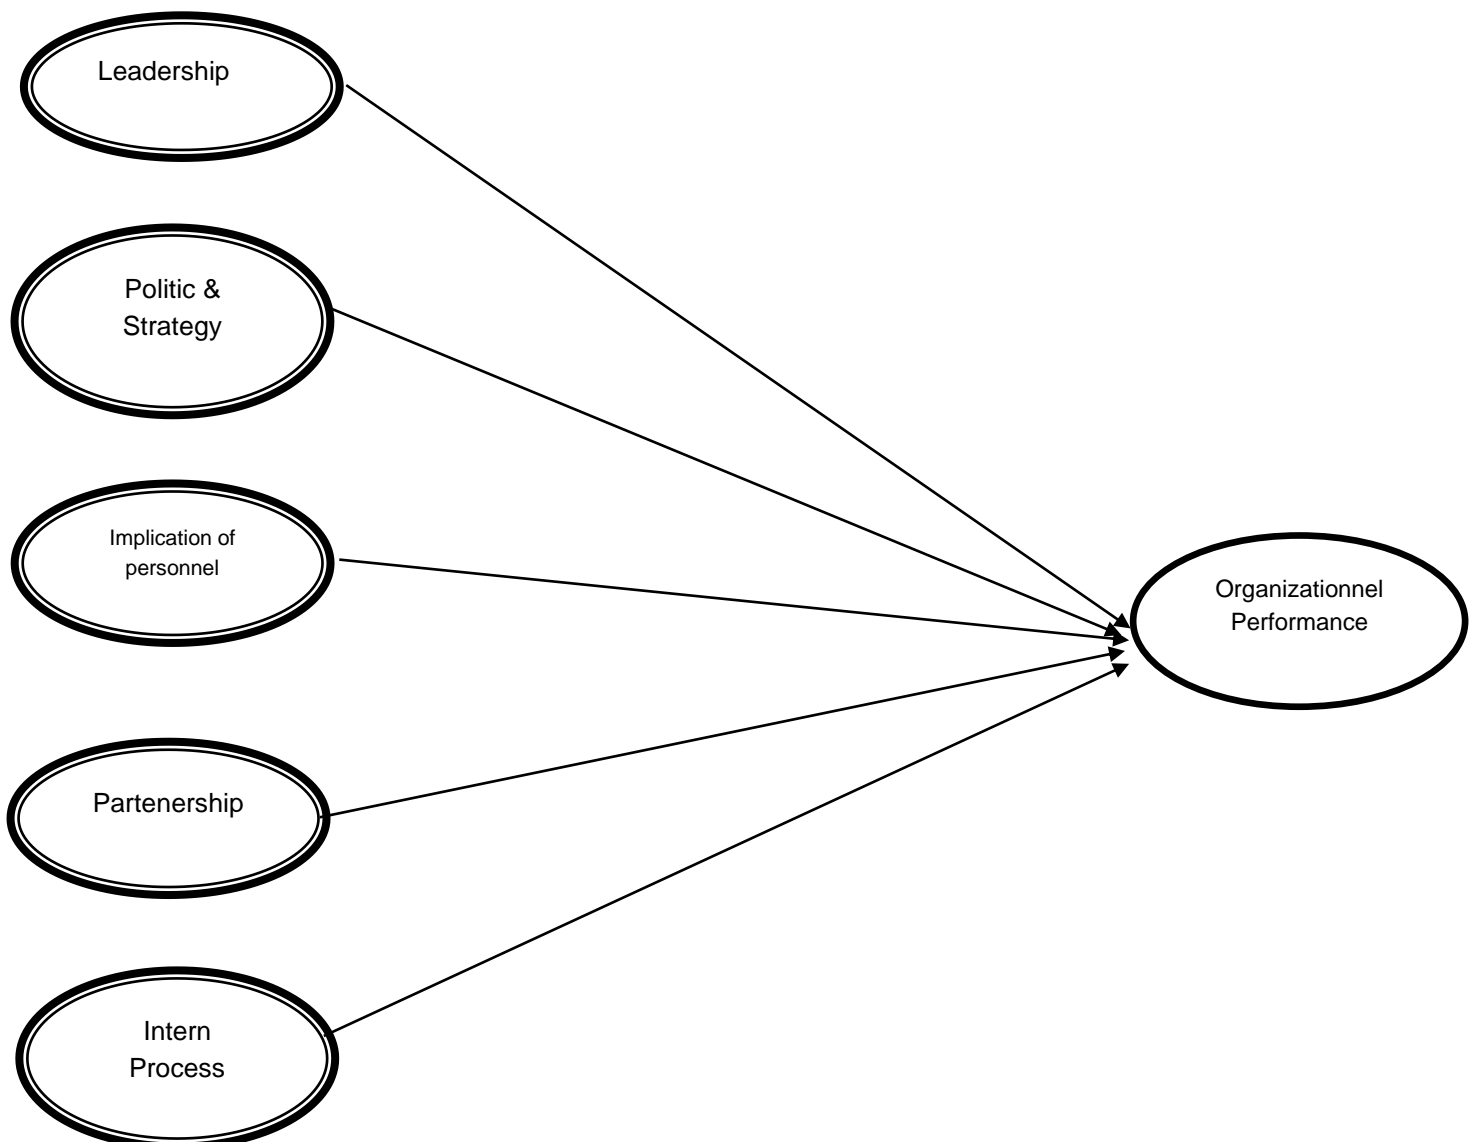 Leadership
Politic &
Strategy
Implication of
personnel
Organizationnel
Performance
Partenership
Intern
Process